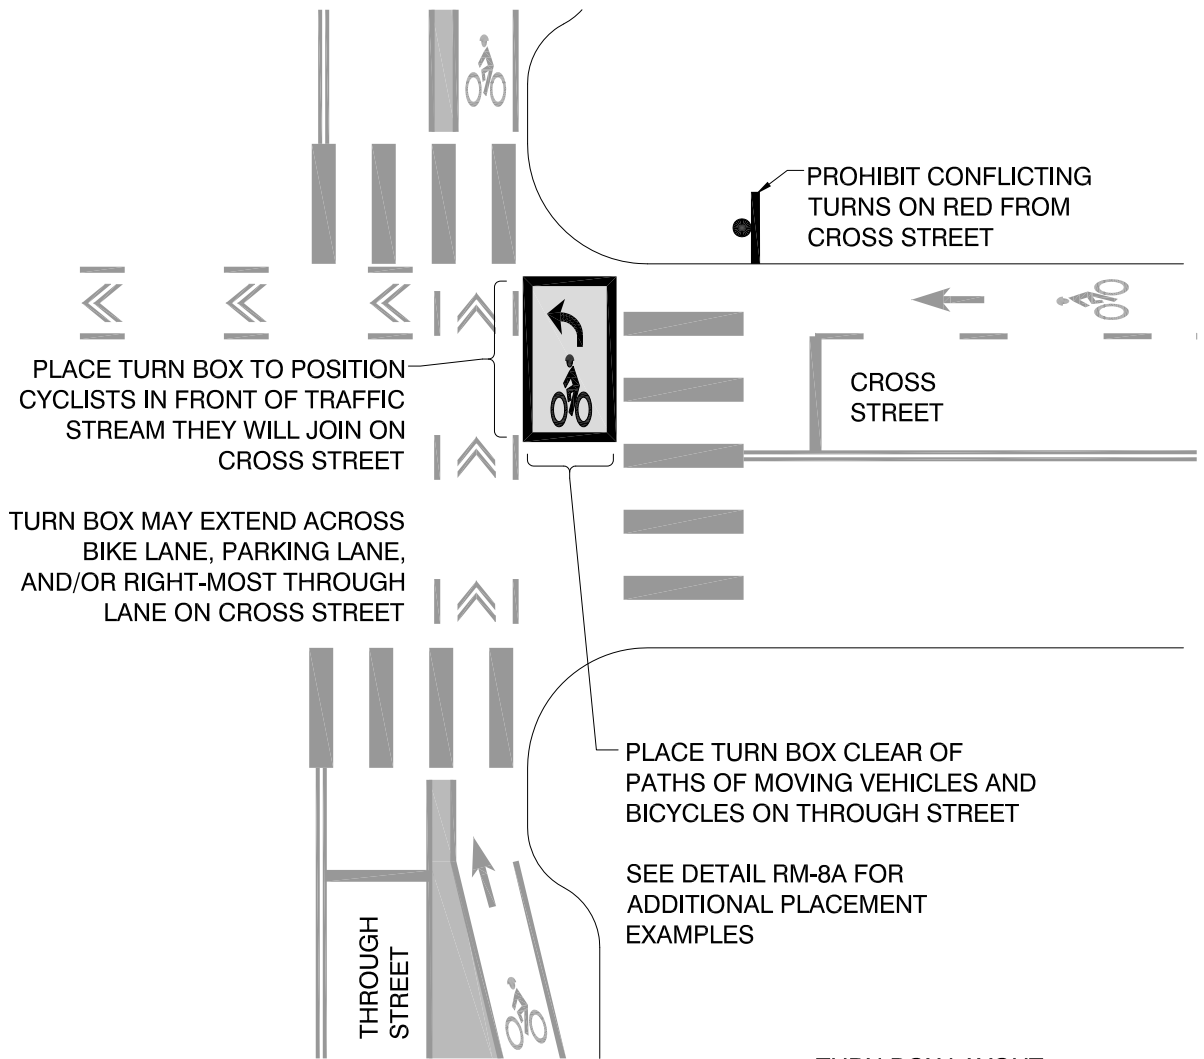 PROHIBIT CONFLICTING
TURNS ON RED FROM
CROSS STREET
PLACE TURN BOX TO POSITION
CYCLISTS IN FRONT OF TRAFFIC
STREAM THEY WILL JOIN ON
CROSS STREET
CROSS
STREET
TURN BOX MAY EXTEND ACROSS
BIKE LANE, PARKING LANE,
AND/OR RIGHT-MOST THROUGH
LANE ON CROSS STREET
PLACE TURN BOX CLEAR OF
PATHS OF MOVING VEHICLES AND
BICYCLES ON THROUGH STREET
SEE DETAIL RM-8A FOR
ADDITIONAL PLACEMENT
EXAMPLES
THROUGH
STREET